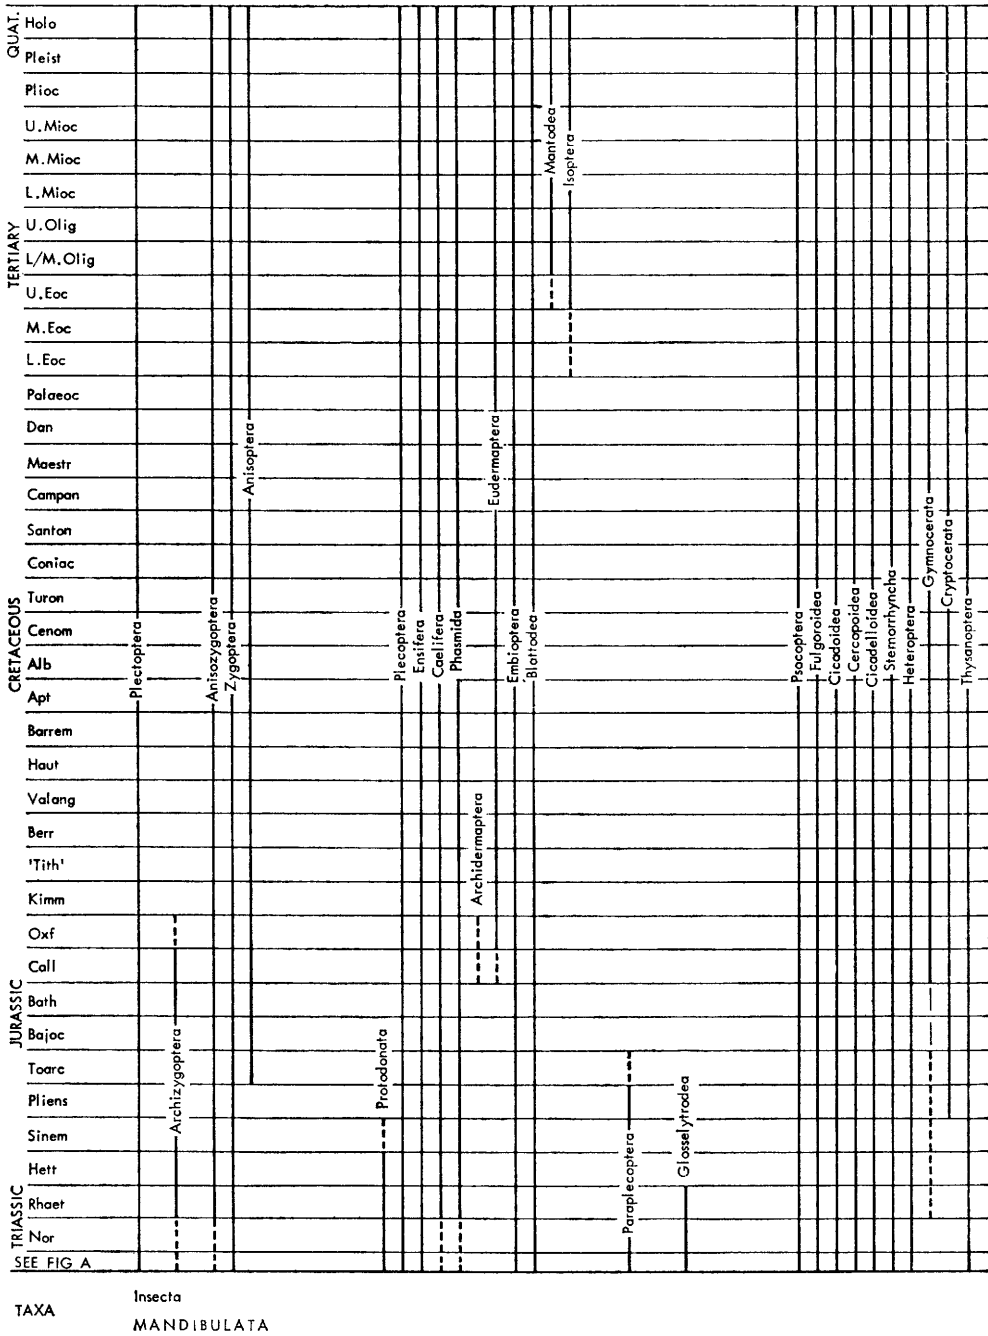 QUAT.
Holo
Pleist
TERTIARY
Plioc
U.Mioc
M.Mioc
L.Mioc
U.Olig
L/M.Olig
U.Eoc
M.Eoc
L.Eoc
Palaeoc
Dan
CRETACEOUS
Maestr
Campan
Santon
Coniac
Turon
Cenom
Alb
Apt
Barrem
Haut
Valang
Berr
JURASSIC
'Tith'
Kimm
Oxf
Call
Bath
Bajoc
Toarc
Pliens
Sinem
Hett
TRIASSIC
Rhaet
Nor
SEE FIG A
Plectoptera
Archizygoptera
Anisozygoptera
Zygoptera
Anisoptera
Protodonata
Plecoptera
Ensifera
Caelifera
Phasmida
Archidermaptera
Eudermaptera
Embioptera
Blattodea
Mantodea
Isoptera
Paraplecoptera
Glosselytrodea
Psocoptera
Fulgoroidea
Cicadoidea
Cercopoidea
Cicadelloidea
Sternorrhyncha
Heteroptera
Gymnocerata
Cryptocerata
Thysanoptera
TAXA
Insecta
MANDIBULATA